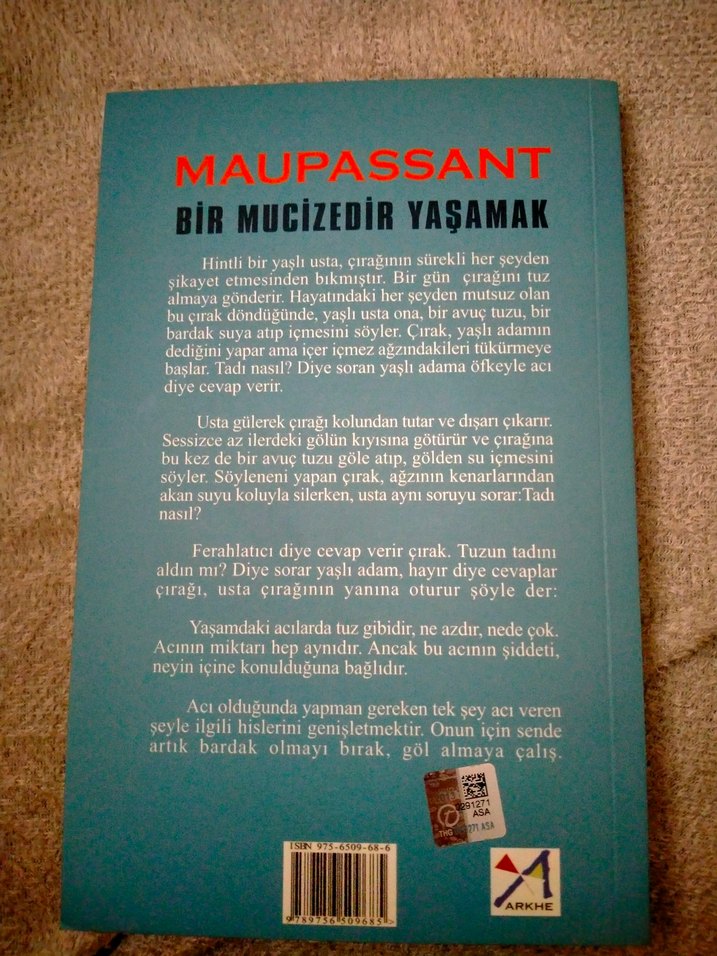 MAUPASSANT
BİR MUCİZEDİR YAŞAMAK
Hintli bir yaşlı usta, çırağının sürekli her şeyden
şikayet etmesinden bıkmıştır. Bir gün çırağını tuz
almaya gönderir. Hayatındaki her şeyden mutsuz olan
bu çırak döndüğünde, yaşlı usta ona, bir avuç tuzu, bir
bardak suya atıp içmesini söyler. Çırak, yaşlı adamın
dediğini yapar ama içer içmez ağzındakileri tükürmeye
başlar. Tadı nasıl? Diye soran yaşlı adama öfkeyle acı
diye cevap verir.
Usta gülerek çırağı kolundan tutar ve dışarı çıkarır.
Sessizce az ilerdeki gölün kıyısına götürür ve çırağına
bu kez de bir avuç tuzu göle atıp, gölden su içmesini
söyler. Söyleneni yapan çırak, ağzının kenarlarından
akan suyu koluyla silerken, usta aynı soruyu sorar:Tadı
nasıl?
Ferahlatıcı diye cevap verir çırak. Tuzun tadını
aldın mı? Diye sorar yaşlı adam, hayır diye cevaplar
çırağı, usta çırağının yanına oturur şöyle der:
Yaşamdaki acılarda tuz gibidir, ne azdır, nede çok.
Acının miktarı hep aynıdır. Ancak bu acının şiddeti,
neyin içine konulduğuna bağlıdır.
Acı olduğunda yapman gereken tek şey acı veren
şeyle ilgili hislerini genişletmektir. Onun için sende
artık bardak olmayı bırak, göl almaya çalış.
0291271
ASA
THG
271 ASA
ISBN 975-6509-68-6
9789756509685>
ARKHE